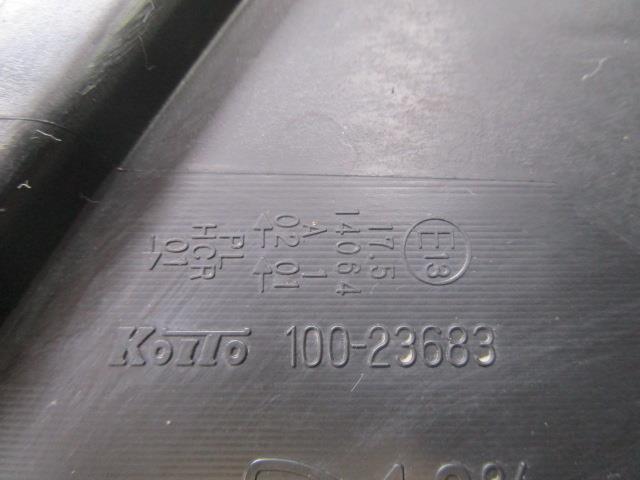 E13
17.5
14064
A 1
02 01
PL
HCR
01
KOITO 100-23683